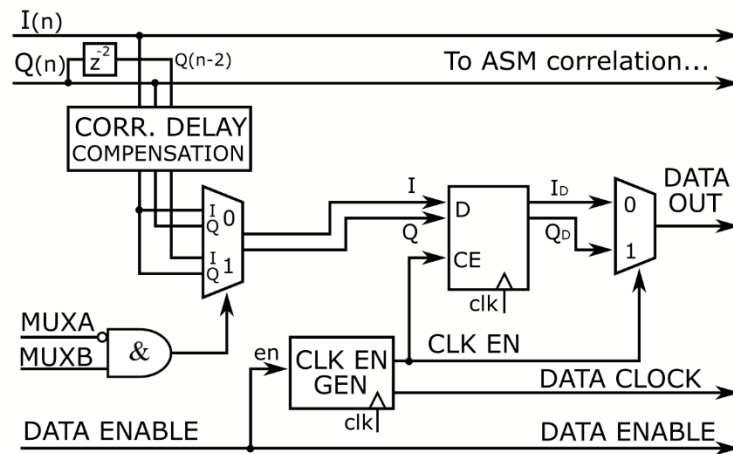 I(n)
Q(n)
z⁻²
Q(n-2)
To ASM correlation...
CORR. DELAY
COMPENSATION
I
Q
0
I
Q
1
I
Q
D
CE
clk
ID
QD
0
1
DATA
OUT
MUXA
MUXB
&
en
CLK EN
GEN
clk
CLK EN
DATA CLOCK
DATA ENABLE
DATA ENABLE